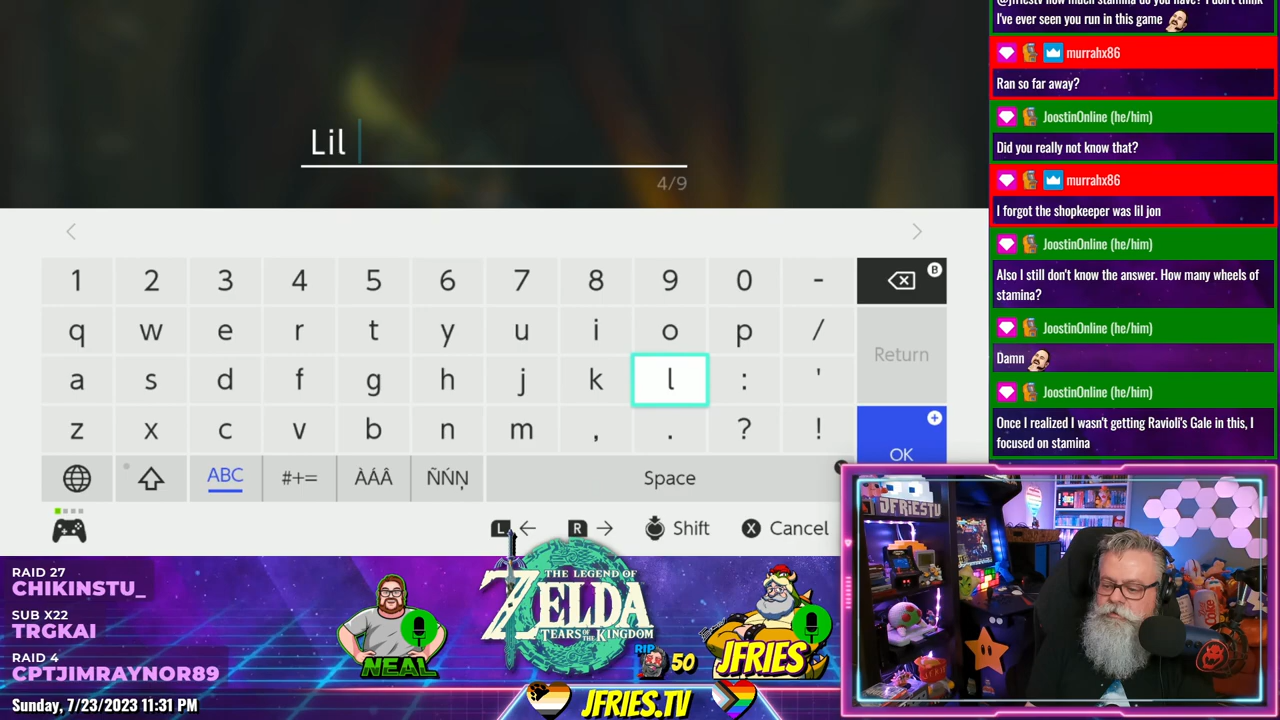 @jfriestv how much stamina do you have? I don't think
I've ever seen you run in this game
murrahx86
Ran so far away?
JoostinOnline (he/him)
Did you really not know that?
murrahx86
I forgot the shopkeeper was lil jon
JoostinOnline (he/him)
Also I still don't know the answer. How many wheels of
stamina?
JoostinOnline (he/him)
Damn
JoostinOnline (he/him)
Once I realized I wasn't getting Ravioli's Gale in this, I
focused on stamina
Lil
4/9
1 2 3 4 5 6 7 8 9 0 - B
q w e r t y u i o p / Return
a s d f g h j k l : '
z x c v b n m , . ? ! + OK
ABC #+= ÀÁÂ ÑŃŅ Space
L ← R → Shift X Cancel
RAID 27
CHIKINSTU_
SUB X22
TRGKAI
RAID 4
CPTJIMRAYNOR89
Sunday, 7/23/2023 11:31 PM
NEAL
THE LEGEND OF
ZELDA
TEARS OF THE KINGDOM
RIP
50
JFRIES
JFRIES.TV
JFRIESTV